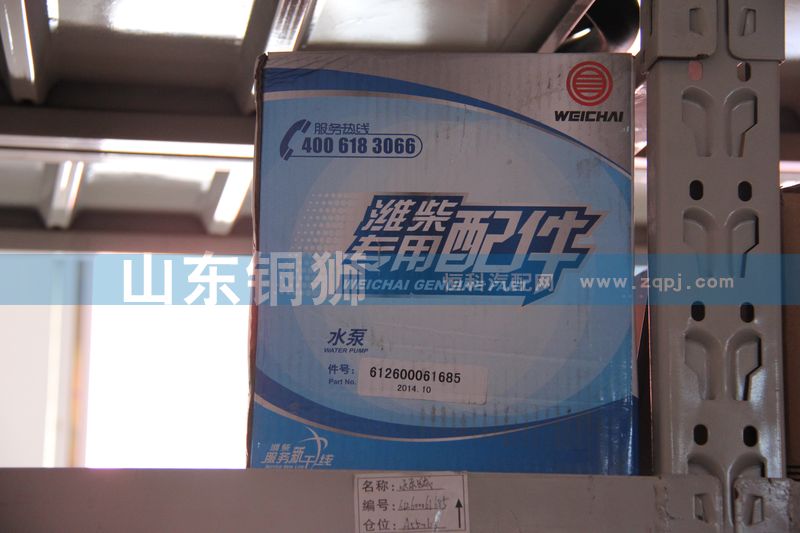 WEICHAI
服务热线
400 618 3066
潍柴
专用配件
WEICHAI GEN
山东铜狮
恒科汽配网
www.zqpj.com
水泵
WATER PUMP
件号:
Part No.
612600061685
2014.10
潍柴
服务新干线
名称:
编号: 612600061685
仓位: